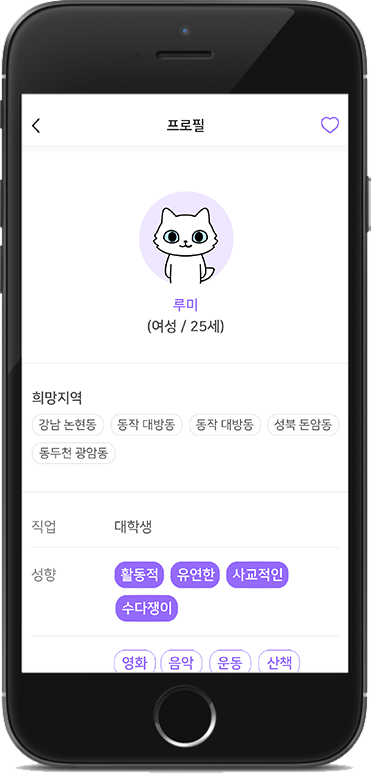 프로필
루미
(여성 / 25세)
희망지역
강남 논현동 동작 대방동 동작 대방동 성북 돈암동
동두천 광암동
직업 대학생
성향 활동적 유연한 사교적인
수다쟁이
영화 음악 운동 산책